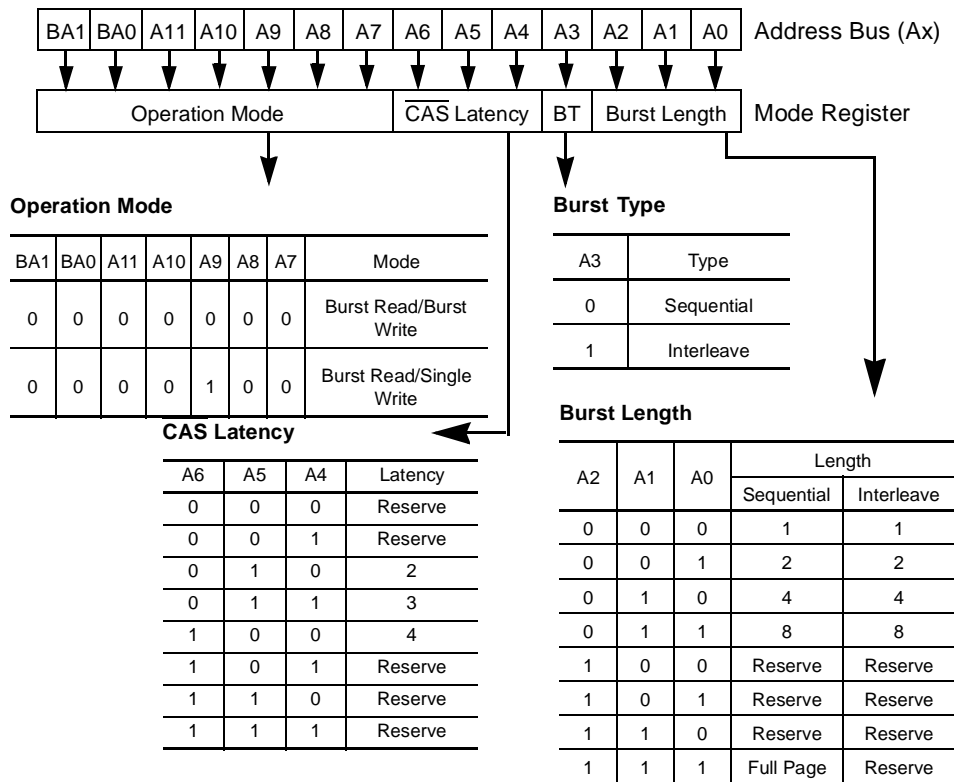 BA1 BA0 A11 A10 A9 A8 A7 A6 A5 A4 A3 A2 A1 A0 Address Bus (Ax)
Operation Mode CAS Latency BT Burst Length Mode Register
Operation Mode
BA1 BA0 A11 A10 A9 A8 A7 Mode
0 0 0 0 0 0 0 Burst Read/Burst
Write
0 0 0 0 1 0 0 Burst Read/Single
Write
Burst Type
A3 Type
0 Sequential
1 Interleave
CAS Latency
A6 A5 A4 Latency
0 0 0 Reserve
0 0 1 Reserve
0 1 0 2
0 1 1 3
1 0 0 4
1 0 1 Reserve
1 1 0 Reserve
1 1 1 Reserve
Burst Length
A2 A1 A0 Length
Sequential Interleave
0 0 0 1 1
0 0 1 2 2
0 1 0 4 4
0 1 1 8 8
1 0 0 Reserve Reserve
1 0 1 Reserve Reserve
1 1 0 Reserve Reserve
1 1 1 Full Page Reserve